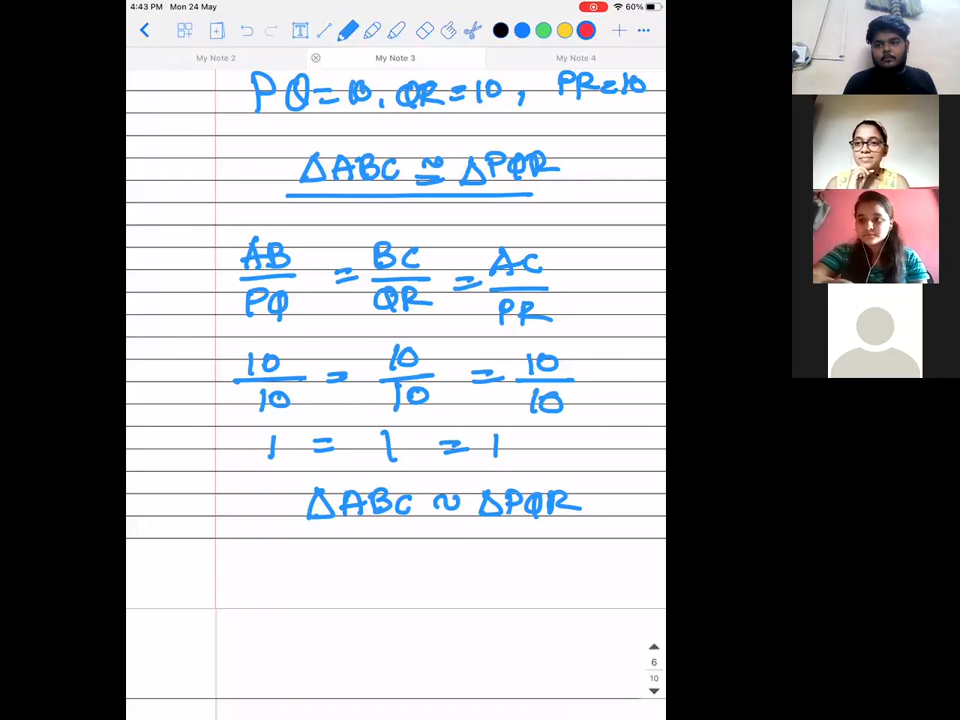 4:43 PM Mon 24 May
60%
My Note 2
My Note 3
My Note 4
PQ = 10, QR = 10, PR = 10
ΔABC ≅ ΔPQR
AB/PQ = BC/QR = AC/PR
10/10 = 10/10 = 10/10
1 = 1 = 1
ΔABC ~ ΔPQR
6
10